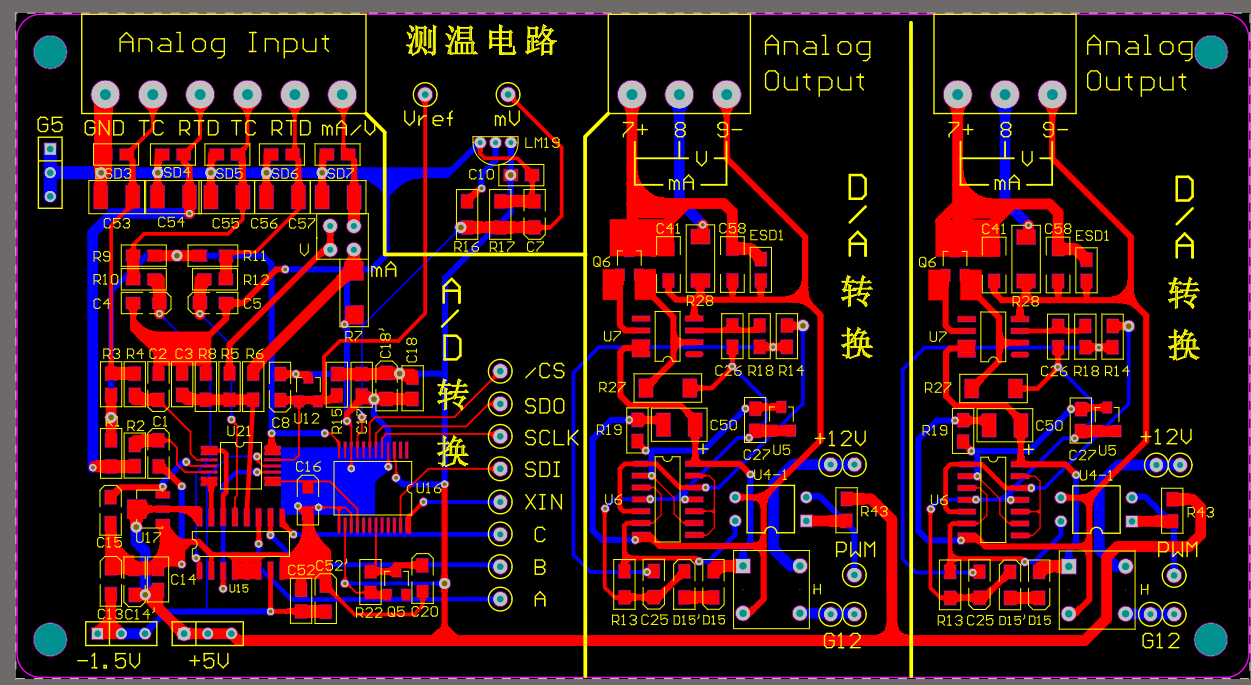 Analog Input
测温电路
Analog
Output
Analog
Output
G5
GND TC RTD TC RTD mA/V
Vref
mV
7+ 8 9-
7+ 8 9-
LM19
SD3 SD4 SD5 SD6 SD7
C10
V
mA
V
mA
C53 C54 C55 C56 C57
R16 R17 C7
D/A转换
D/A转换
C41 C58 ESD1
C41 C58 ESD1
R9 R11
V
mA
R10 R12
Q6
Q6
C4 C5
R28
R28
A/D转换
R7
C18'
C18
U7
U7
R3 R4 C2 C3 R8 R5 R6
/CS
C26 R18 R14
C26 R18 R14
R27
R27
SDO
U12
R15
C17
R1 R2 C1
U21
C8
R19 C50
R19 C50
SCLK
+
+
C27 U5
C27 U5
+12V
+12V
C16
SDI
U16
U4-1
U4-1
XIN
U6
U6
R43
R43
U17
C15
C
PWM
PWM
C14
C52 C52'
B
U15
H
H
C13 C14'
R22 Q5 C20
A
R13 C25 D15' D15
R13 C25 D15' D15
G12
G12
-1.5V
+5V